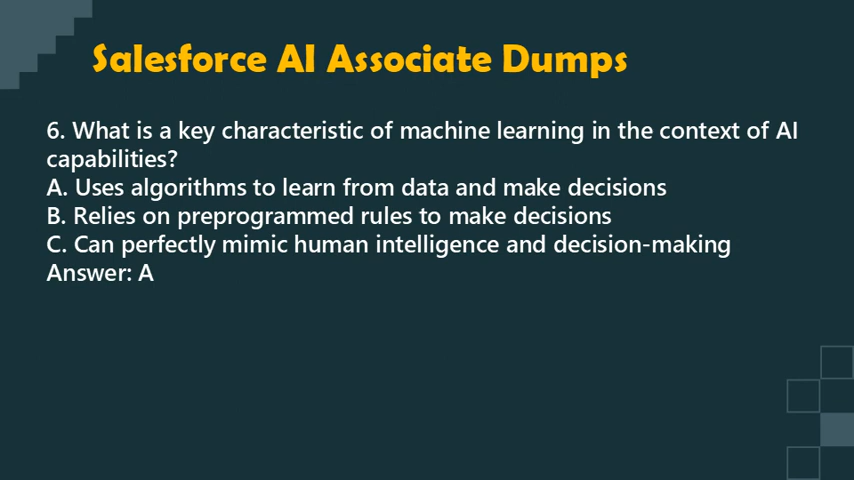 Salesforce AI Associate Dumps
6. What is a key characteristic of machine learning in the context of AI
capabilities?
A. Uses algorithms to learn from data and make decisions
B. Relies on preprogrammed rules to make decisions
C. Can perfectly mimic human intelligence and decision-making
Answer: A